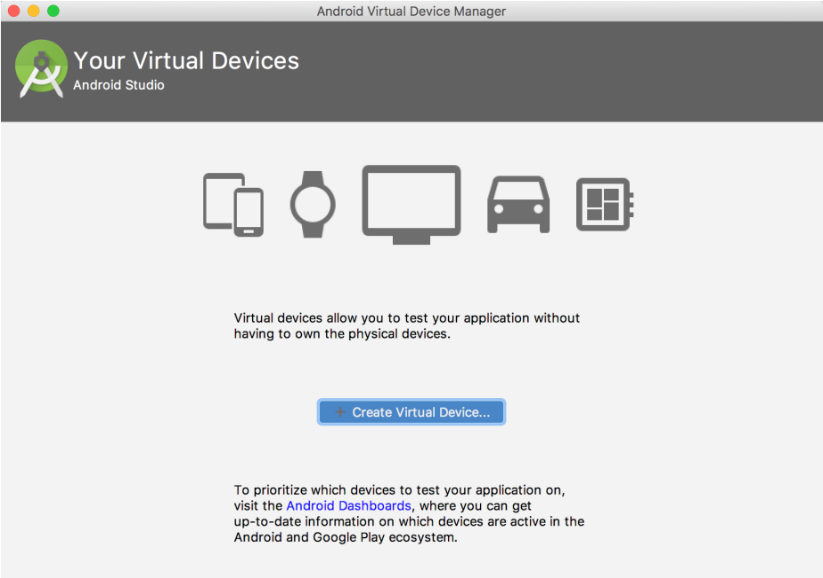 Android Virtual Device Manager
Your Virtual Devices
Android Studio
Virtual devices allow you to test your application without
having to own the physical devices.
+ Create Virtual Device...
To prioritize which devices to test your application on,
visit the Android Dashboards, where you can get
up-to-date information on which devices are active in the
Android and Google Play ecosystem.